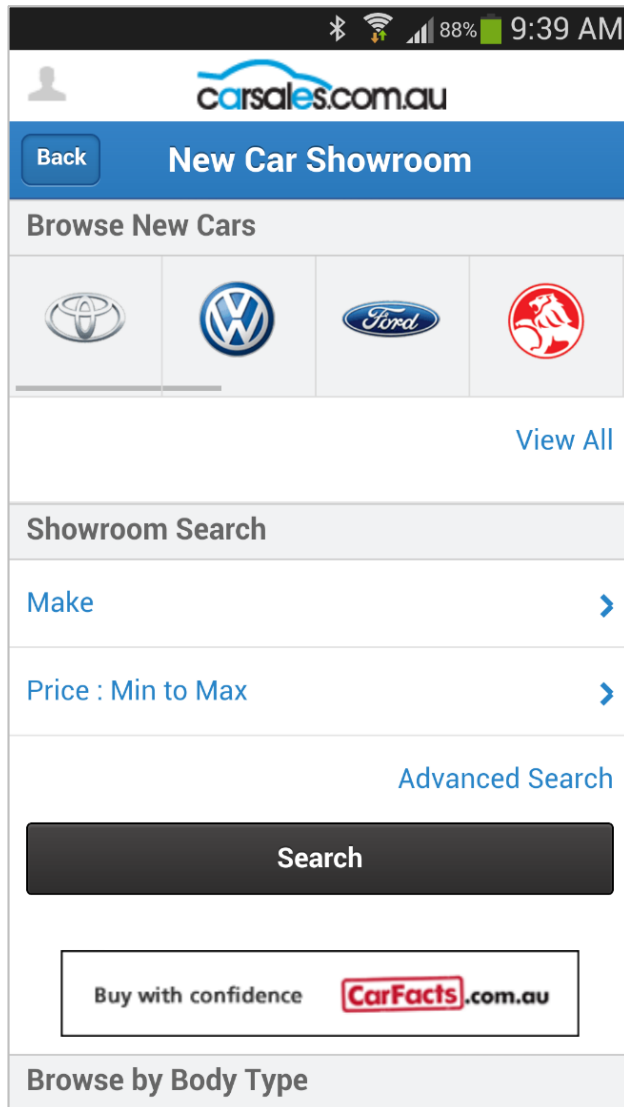 88% 9:39 AM
carsales.com.au
Back New Car Showroom
Browse New Cars
Ford
View All
Showroom Search
Make
Price : Min to Max
Advanced Search
Search
Buy with confidence CarFacts.com.au
Browse by Body Type